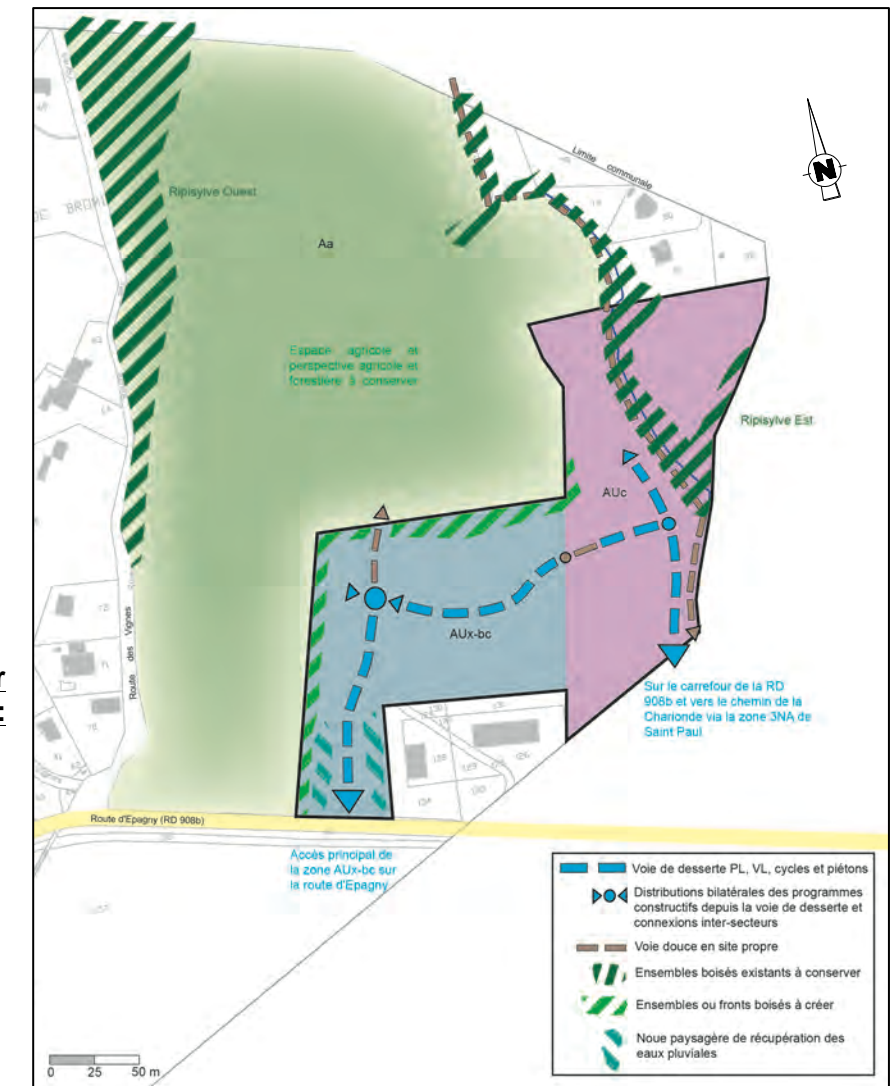 Limite communale
N
Ripisylve Ouest
DE
Aa
Espace agricole et
perspective agricole et
forestière à conserver
Ripisylve Est
AUc
AUx-bc
Route des Vignes
Sur le carrefour de la RD
908b et vers le chemin de la
Charionde via la zone 3NA de
Saint Paul
r
:
Route d'Epagny (RD 908b)
Accès principal de
la zone AUx-bc sur
la route d'Epagny
Voie de desserte PL, VL, cycles et piétons
Distributions bilatérales des programmes
constructifs depuis la voie de desserte et
connexions inter-secteurs
Voie douce en site propre
Ensembles boisés existants à conserver
Ensembles ou fronts boisés à créer
Noue paysagère de récupération des
eaux pluviales
0 25 50 m